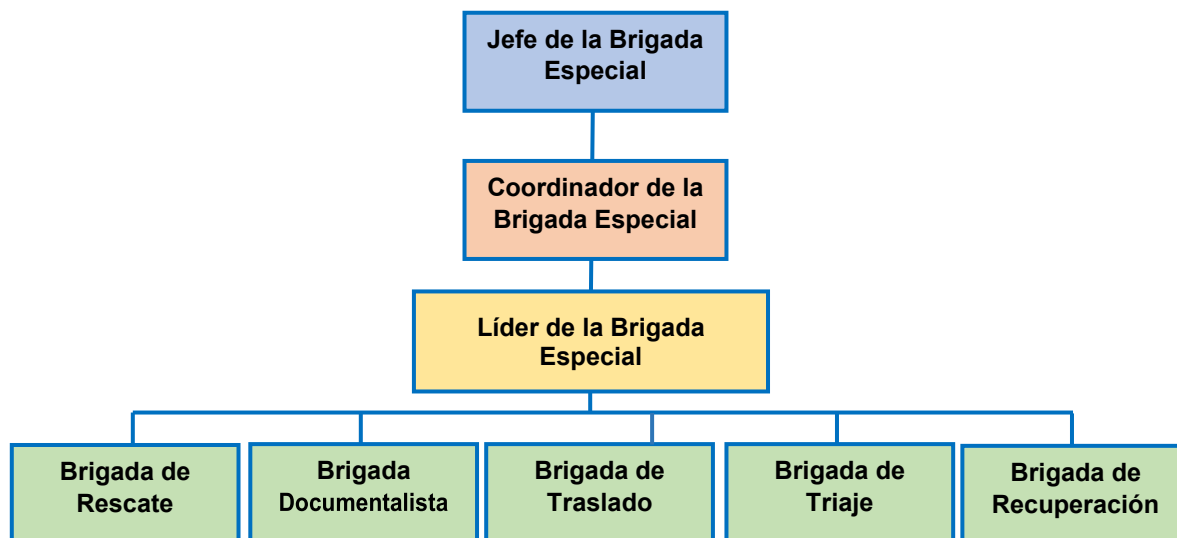 Jefe de la Brigada
Especial
Coordinador de la
Brigada Especial
Líder de la Brigada
Especial
Brigada de
Rescate
Brigada
Documentalista
Brigada de
Traslado
Brigada de
Triaje
Brigada de
Recuperación